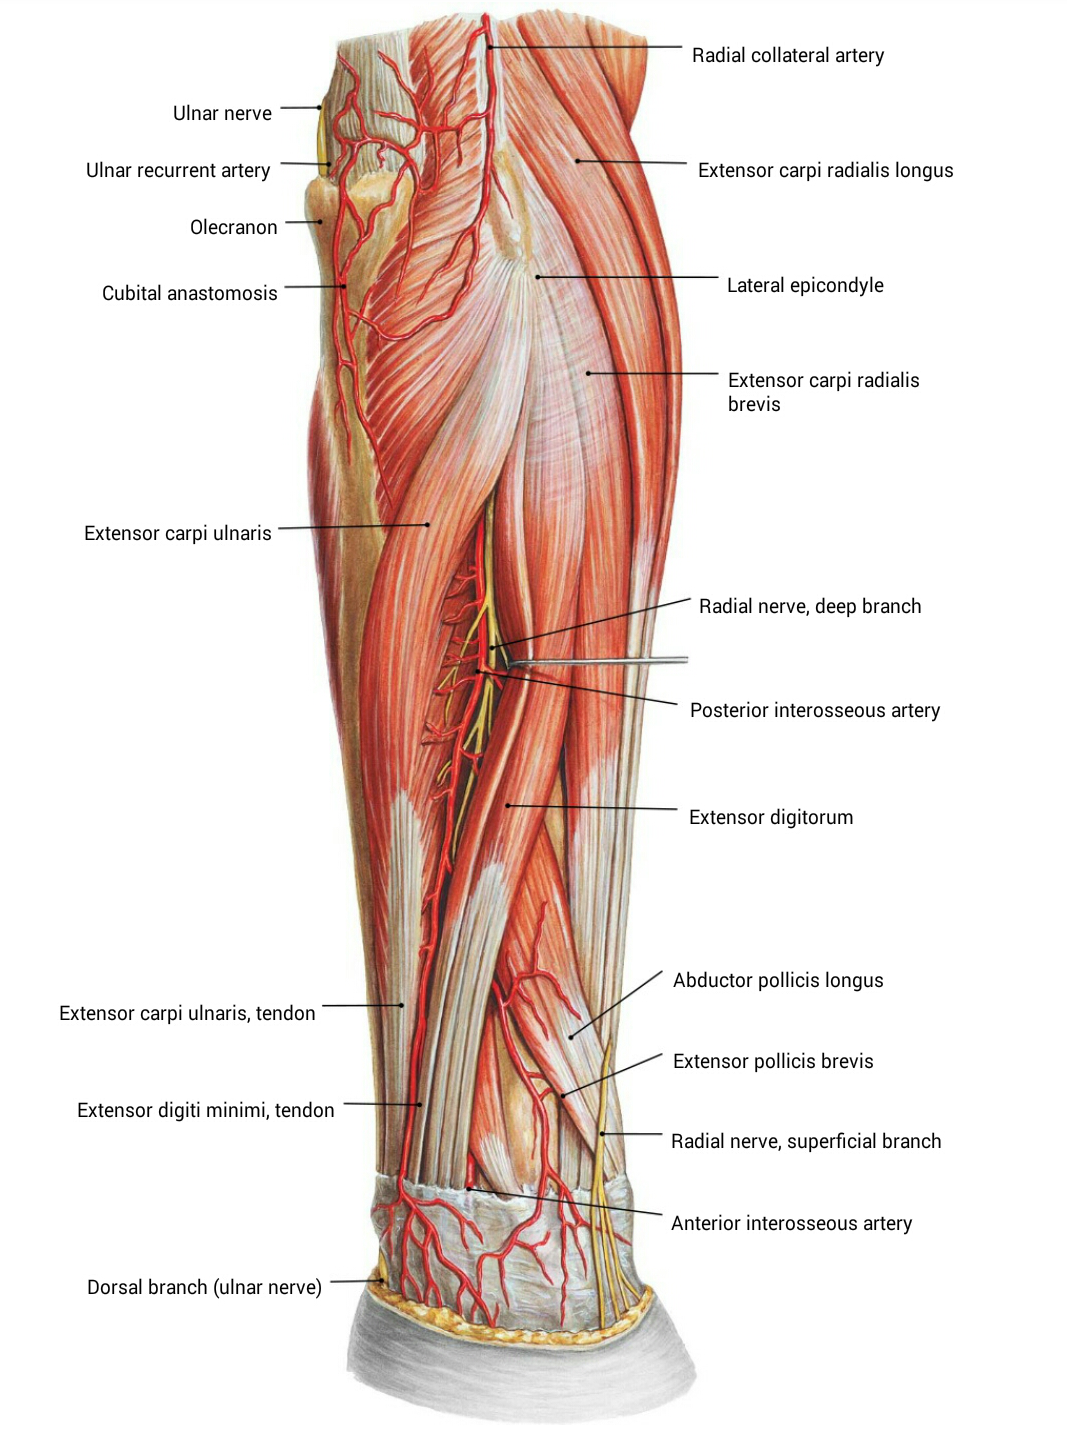 Radial collateral artery
Ulnar nerve
Ulnar recurrent artery
Extensor carpi radialis longus
Olecranon
Cubital anastomosis
Lateral epicondyle
Extensor carpi radialis
brevis
Extensor carpi ulnaris
Radial nerve, deep branch
Posterior interosseous artery
Extensor digitorum
Abductor pollicis longus
Extensor carpi ulnaris, tendon
Extensor pollicis brevis
Extensor digiti minimi, tendon
Radial nerve, superficial branch
Anterior interosseous artery
Dorsal branch (ulnar nerve)